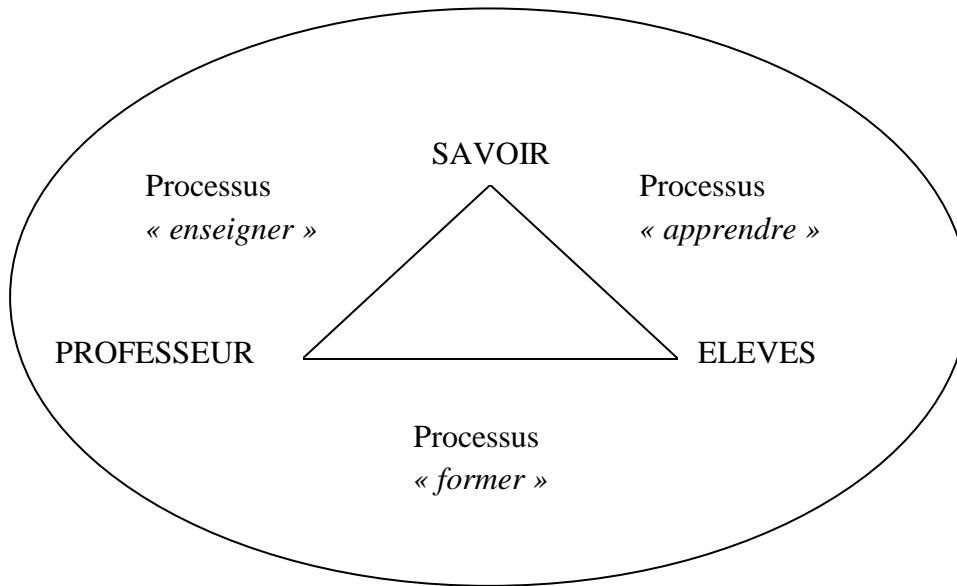 SAVOIR
Processus
« enseigner »
Processus
« apprendre »
PROFESSEUR
ELEVES
Processus
« former »